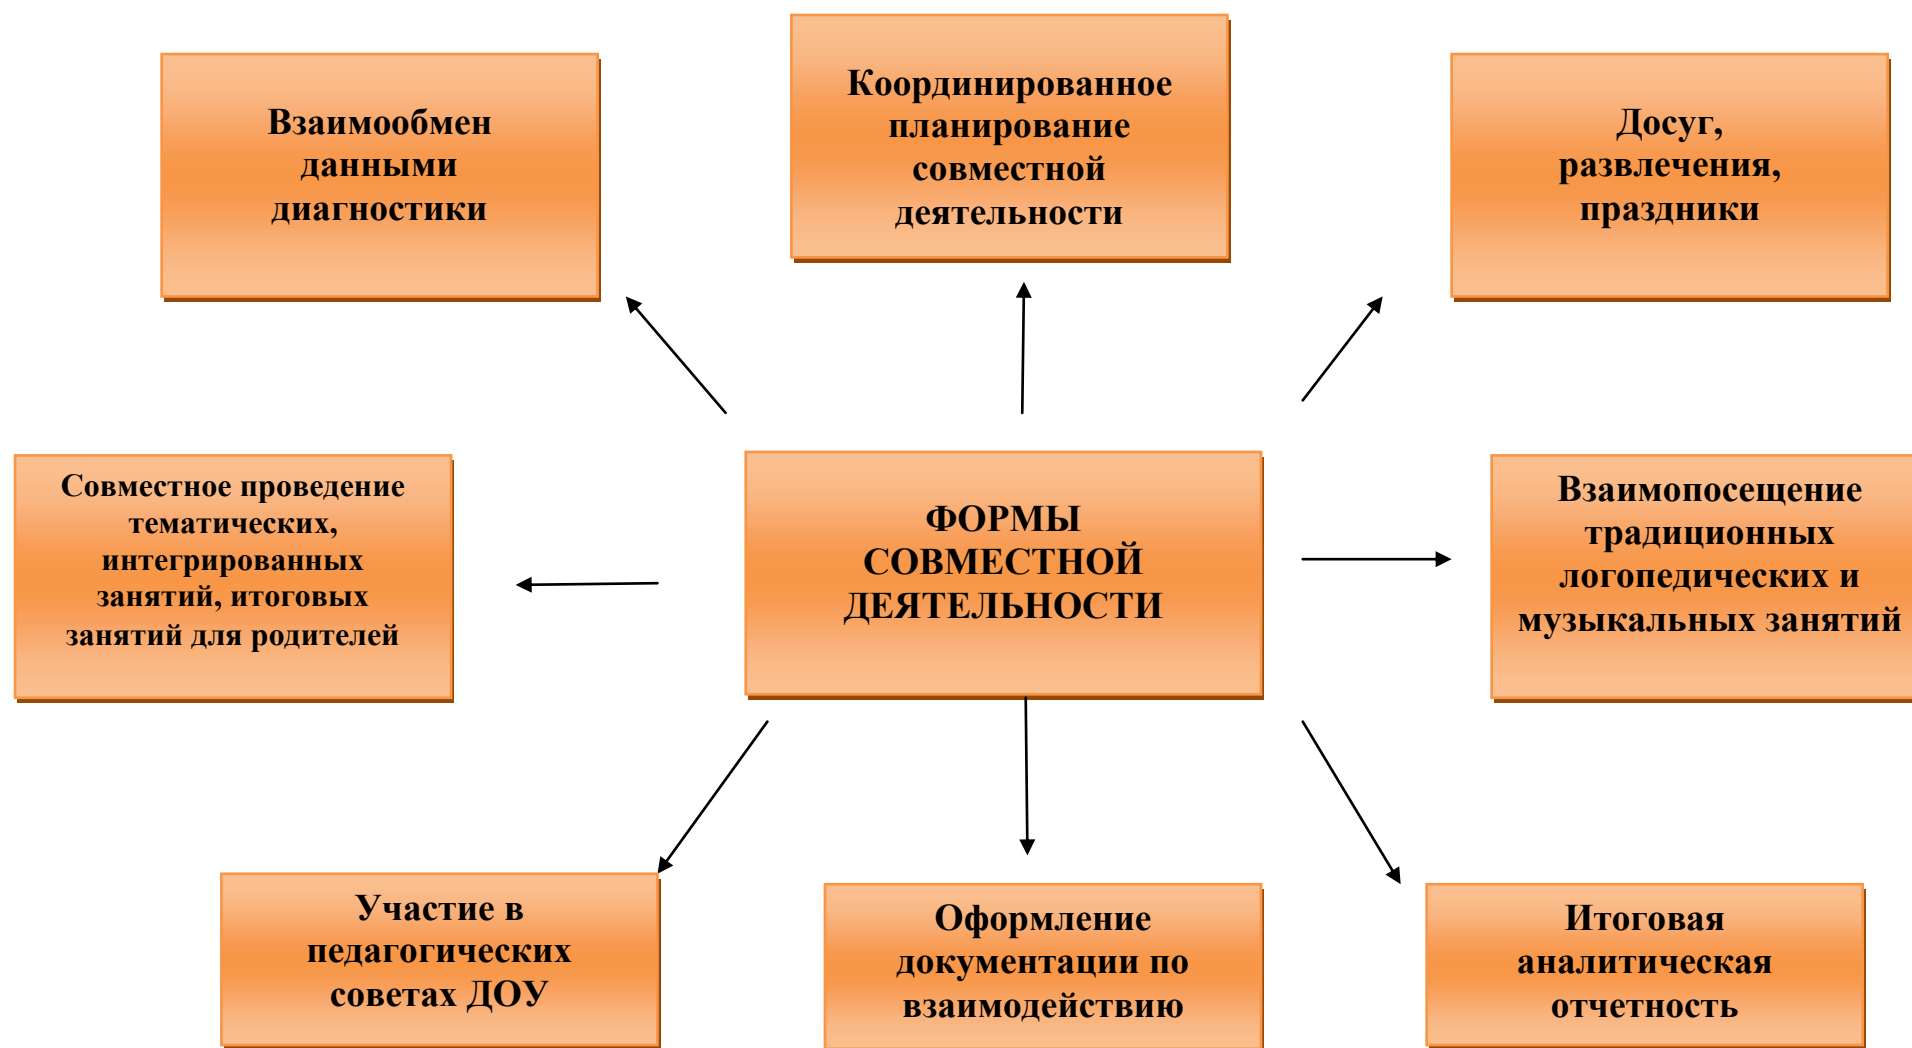 Взаимообмен
данными
диагностики
Координированное
планирование
совместной
деятельности
Досуг,
развлечения,
праздники
Совместное проведение
тематических,
интегрированных
занятий, итоговых
занятий для родителей
ФОРМЫ
СОВМЕСТНОЙ
ДЕЯТЕЛЬНОСТИ
Взаимопосещение
традиционных
логопедических и
музыкальных занятий
Участие в
педагогических
советах ДОУ
Оформление
документации по
взаимодействию
Итоговая
аналитическая
отчетность